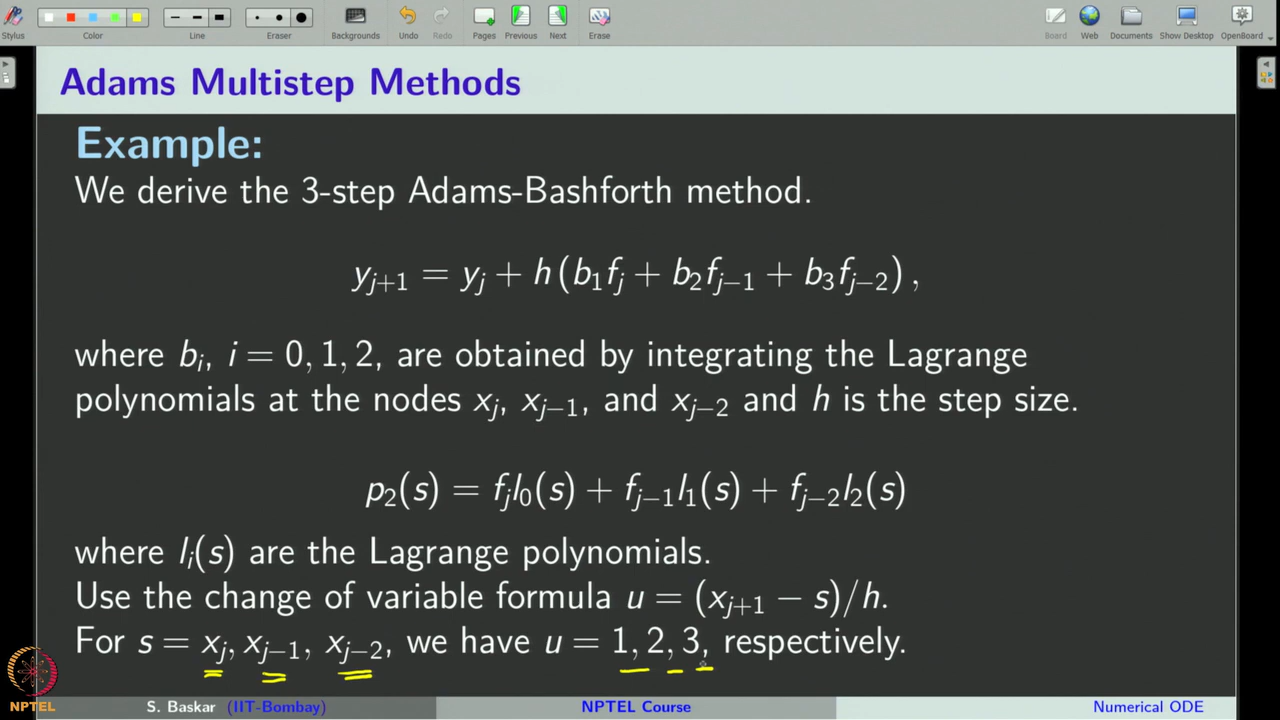 Stylus Color Line Eraser Backgrounds Undo Redo Pages Previous Next Erase Board Web Documents Show Desktop OpenBoard
Adams Multistep Methods
Example:
We derive the 3-step Adams-Bashforth method.
y_{j+1} = y_j + h(b_1 f_j + b_2 f_{j−1} + b_3 f_{j−2}),
where b_i, i = 0, 1, 2, are obtained by integrating the Lagrange
polynomials at the nodes x_j, x_{j−1}, and x_{j−2} and h is the step size.
p_2(s) = f_j l_0(s) + f_{j−1} l_1(s) + f_{j−2} l_2(s)
where l_i(s) are the Lagrange polynomials.
Use the change of variable formula u = (x_{j+1} − s)/h.
For s = x_j, x_{j−1}, x_{j−2}, we have u = 1, 2, 3, respectively.
NPTEL
S. Baskar (IIT-Bombay) NPTEL Course Numerical ODE